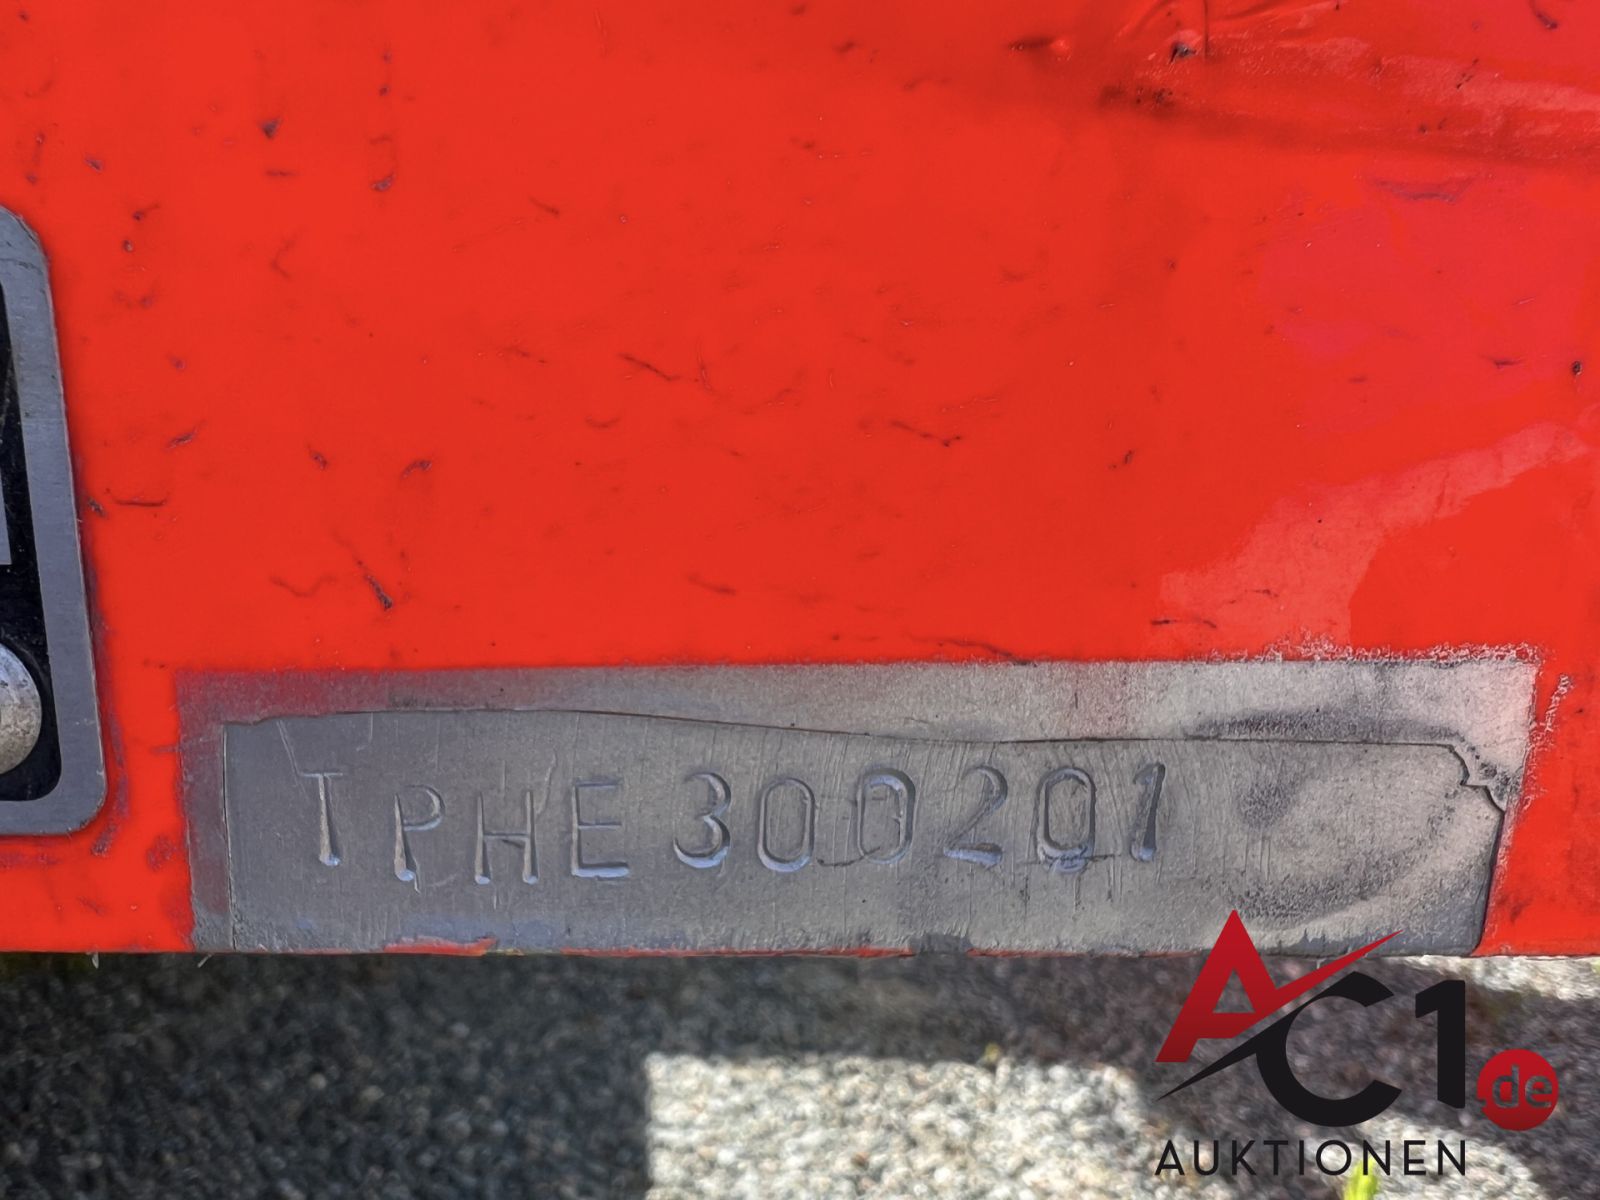 TPHE300201
AC1.de
AUKTIONEN